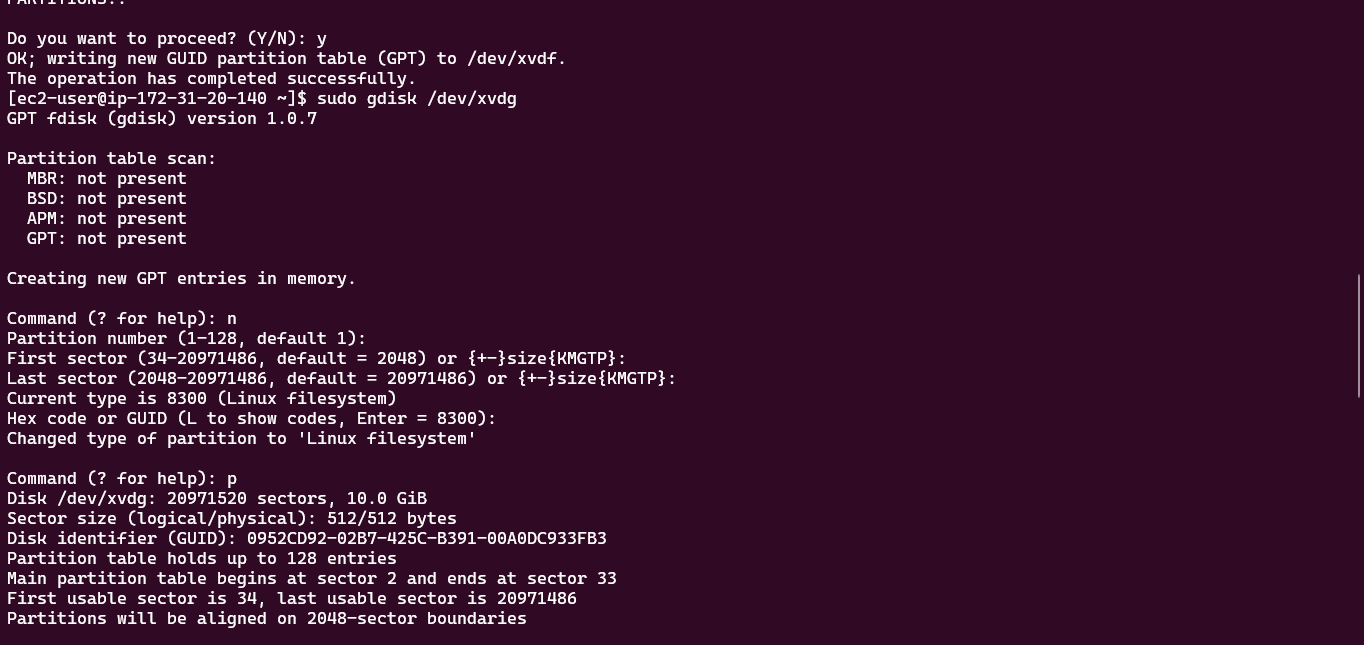 PARTITIONS!!
Do you want to proceed? (Y/N): y
OK; writing new GUID partition table (GPT) to /dev/xvdf.
The operation has completed successfully.
[ec2-user@ip-172-31-20-140 ~]$ sudo gdisk /dev/xvdg
GPT fdisk (gdisk) version 1.0.7
Partition table scan:
  MBR: not present
  BSD: not present
  APM: not present
  GPT: not present
Creating new GPT entries in memory.
Command (? for help): n
Partition number (1-128, default 1):
First sector (34-20971486, default = 2048) or {+-}size{KMGTP}:
Last sector (2048-20971486, default = 20971486) or {+-}size{KMGTP}:
Current type is 8300 (Linux filesystem)
Hex code or GUID (L to show codes, Enter = 8300):
Changed type of partition to 'Linux filesystem'
Command (? for help): p
Disk /dev/xvdg: 20971520 sectors, 10.0 GiB
Sector size (logical/physical): 512/512 bytes
Disk identifier (GUID): 0952CD92-02B7-425C-B391-00A0DC933FB3
Partition table holds up to 128 entries
Main partition table begins at sector 2 and ends at sector 33
First usable sector is 34, last usable sector is 20971486
Partitions will be aligned on 2048-sector boundaries